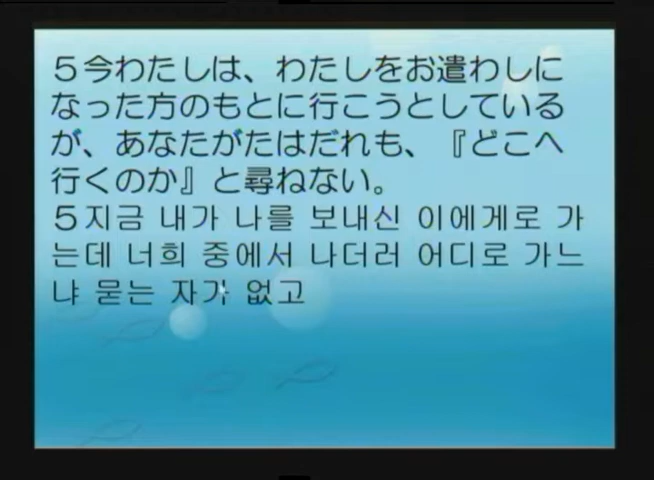 5今わたしは、わたしをお遣わしに
なった方のもとに行こうとしている
が、あなたがたはだれも、『どこへ
行くのか』と尋ねない。
5지금 내가 나를 보내신 이에게로 가
는데 너희 중에서 나더러 어디로 가느
냐 묻는 자가 없고